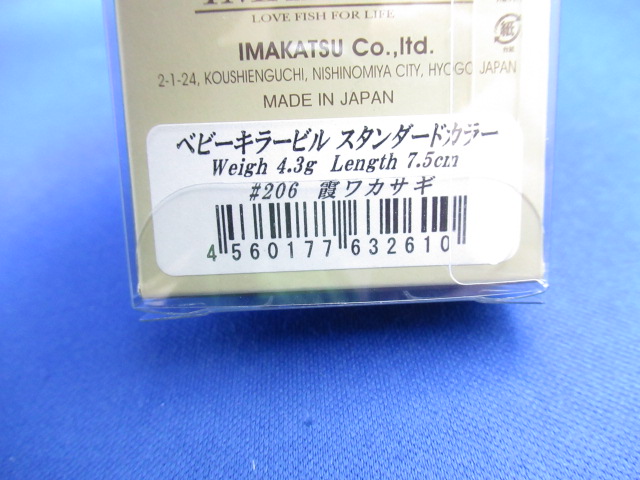 LOVE FISH FOR LIFE
IMAKATSU Co.,ltd.
2-1-24, KOUSHIENGUCHI, NISHINOMIYA CITY, HYOGO JAPAN
MADE IN JAPAN
紙
ベビーキラービル スタンダードカラー
Weigh 4.3g Length 7.5cm
#206 霞ワカサギ
4 560177 632610